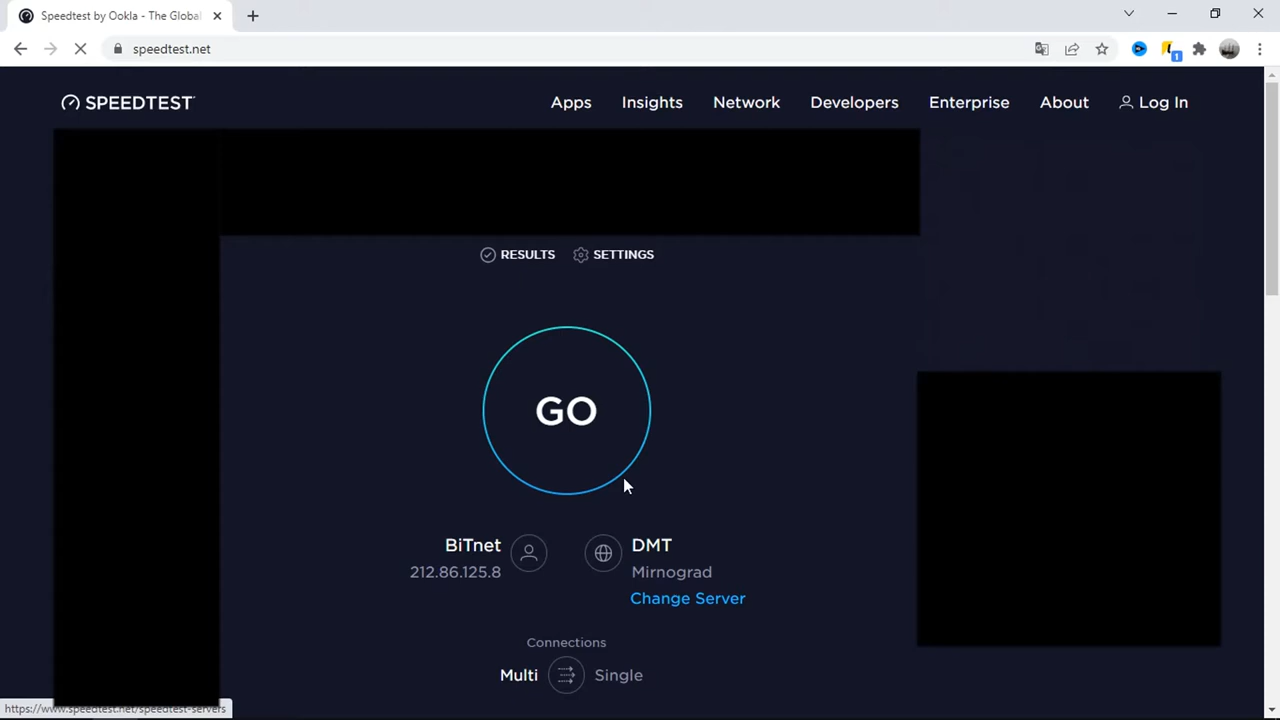 Speedtest by Ookla - The Global
speedtest.net
1
SPEEDTEST
Apps Insights Network Developers Enterprise About Log In
RESULTS SETTINGS
GO
BiTnet
212.86.125.8
DMT
Mirnograd
Change Server
Connections
Multi Single
https://www.speedtest.net/speedtest-servers